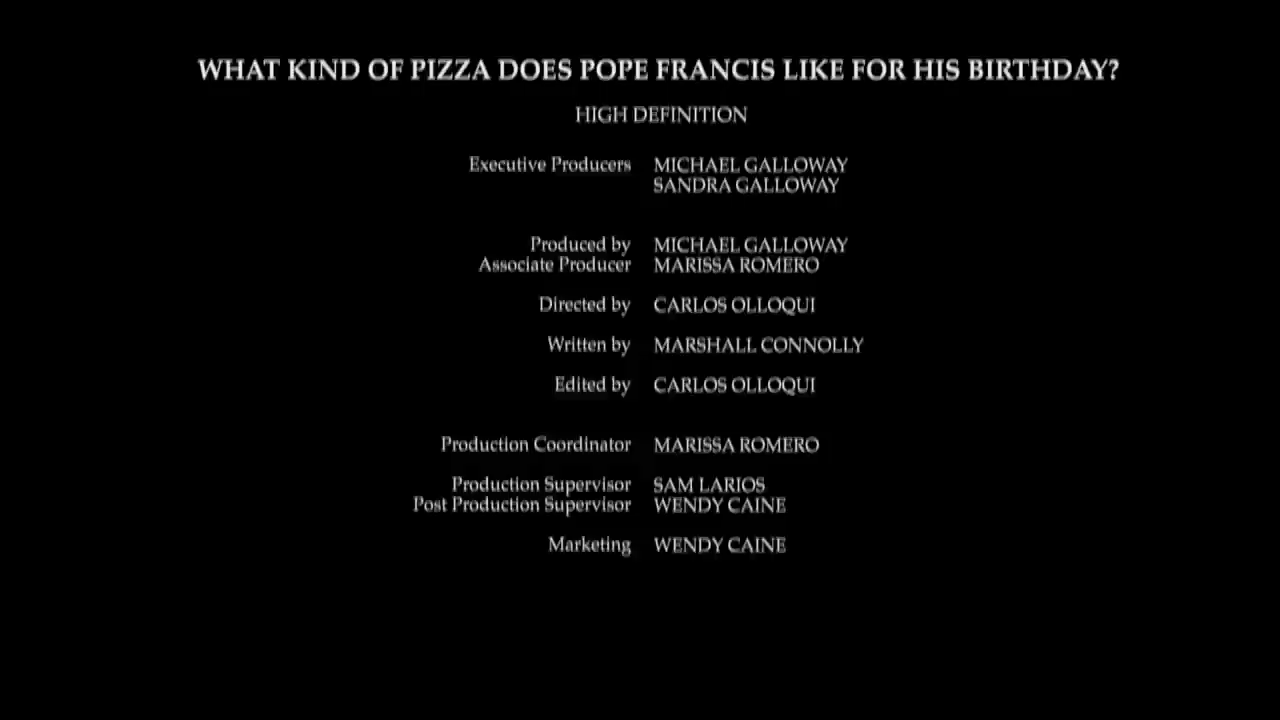 WHAT KIND OF PIZZA DOES POPE FRANCIS LIKE FOR HIS BIRTHDAY?
HIGH DEFINITION
Executive Producers MICHAEL GALLOWAY
SANDRA GALLOWAY
Produced by MICHAEL GALLOWAY
Associate Producer MARISSA ROMERO
Directed by CARLOS OLLOQUI
Written by MARSHALL CONNOLLY
Edited by CARLOS OLLOQUI
Production Coordinator MARISSA ROMERO
Production Supervisor SAM LARIOS
Post Production Supervisor WENDY CAINE
Marketing WENDY CAINE